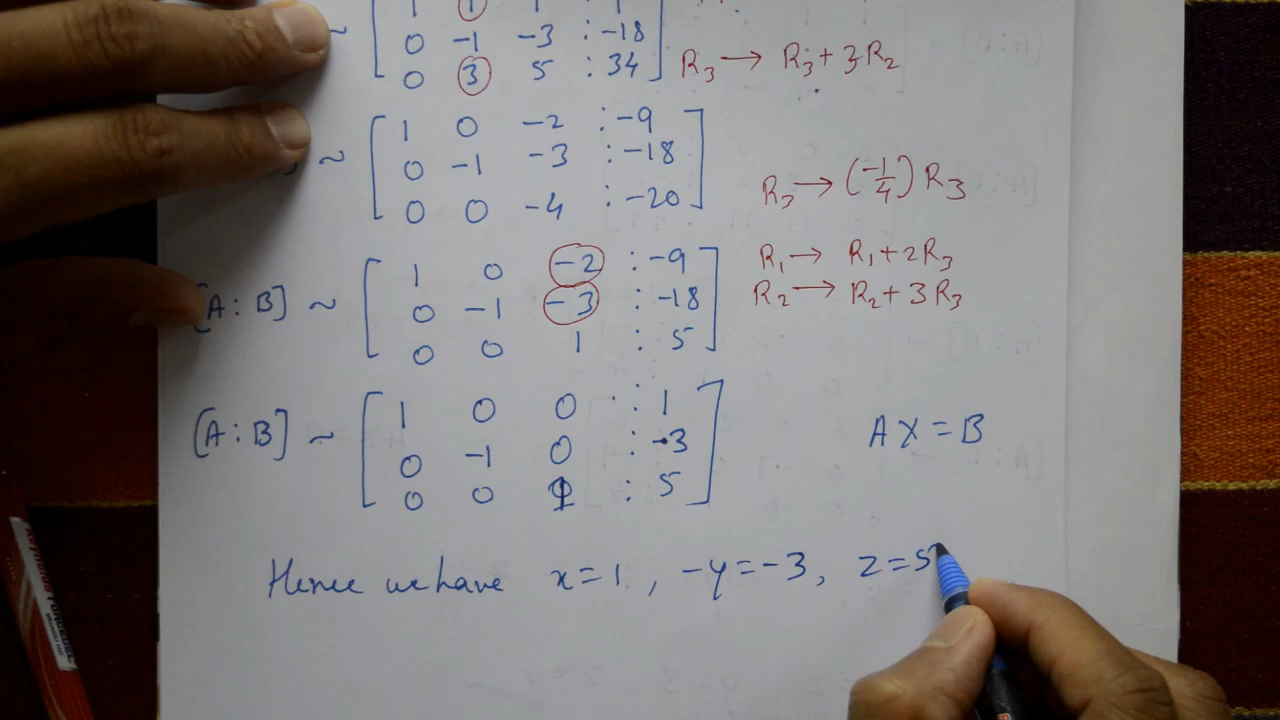 0 -1 -3 : -18
0 3 5 : 34 R₃ → R₃ + 3R₂
~ 1 0 -2 : -9
0 -1 -3 : -18
0 0 -4 : -20 R₃ → (-1/4) R₃
[A : B] ~ 1 0 -2 : -9 R₁ → R₁ + 2R₃
0 -1 -3 : -18 R₂ → R₂ + 3R₃
0 0 1 : 5
[A : B] ~ 1 0 0 : 1
0 -1 0 : -3 AX = B
0 0 1 : 5
Hence we have x = 1, -y = -3, z = 5